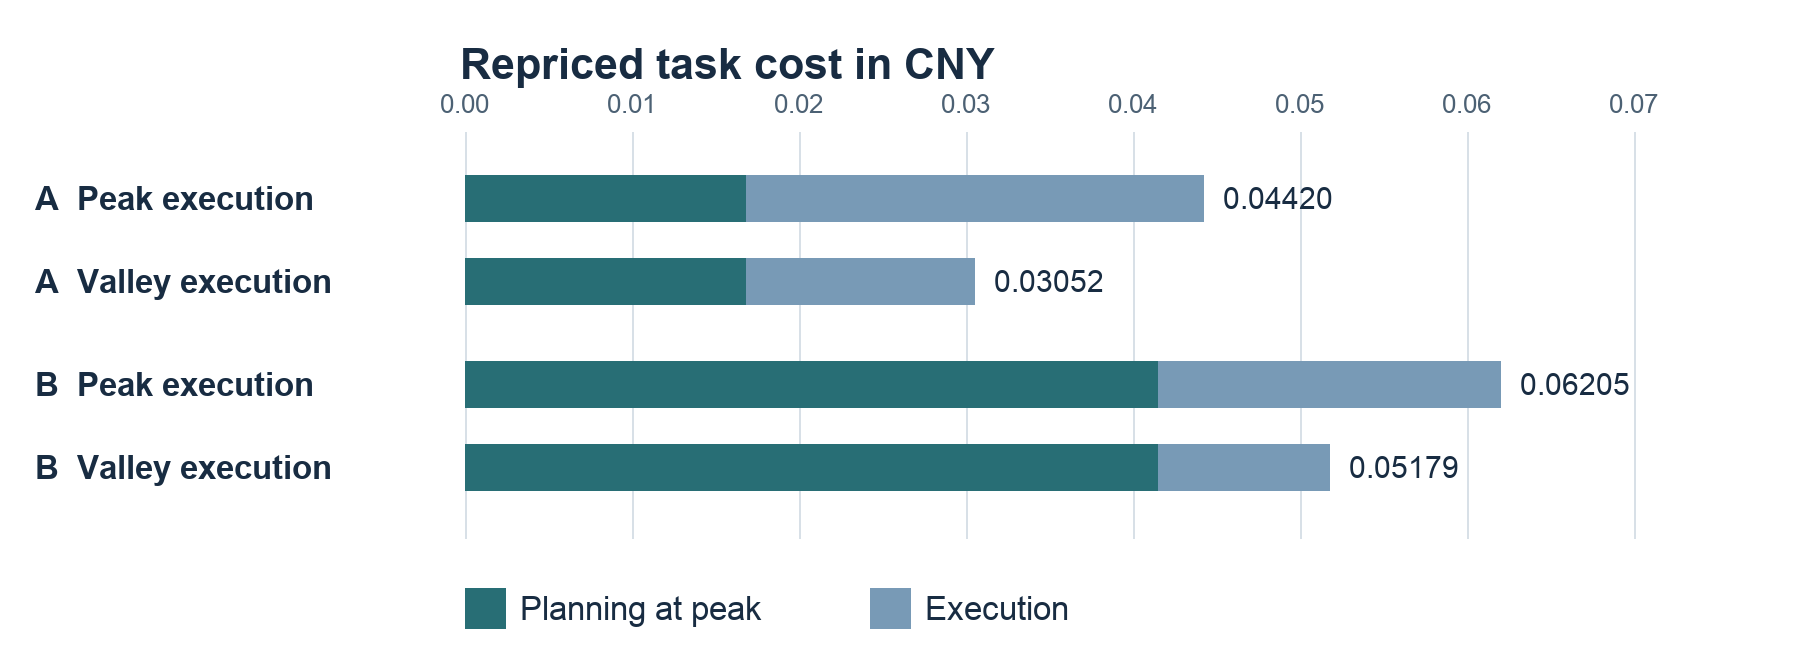 Repriced task cost in CNY
0.00 0.01 0.02 0.03 0.04 0.05 0.06 0.07
A Peak execution 0.04420
A Valley execution 0.03052
B Peak execution 0.06205
B Valley execution 0.05179
Planning at peak Execution